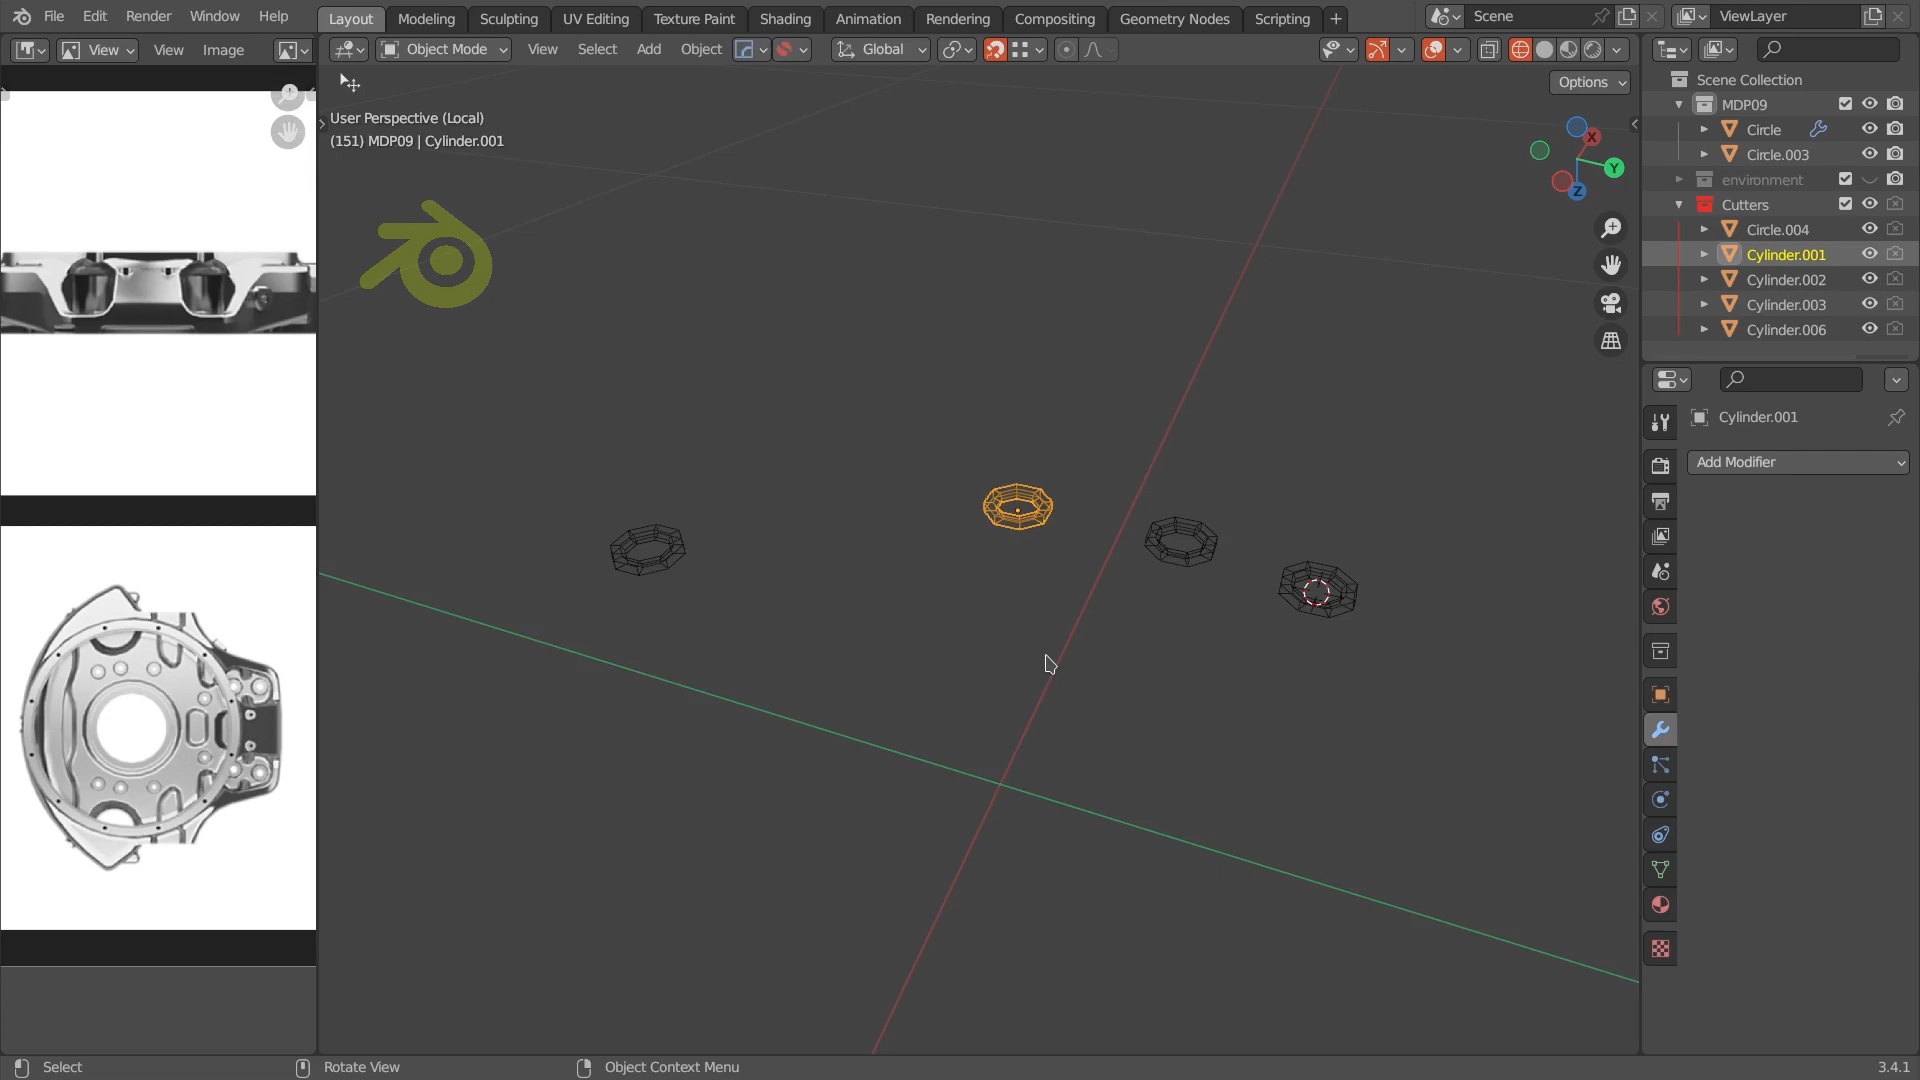 File Edit Render Window Help Layout Modeling Sculpting UV Editing Texture Paint Shading Animation Rendering Compositing Geometry Nodes Scripting + Scene ViewLayer
View View Image Object Mode View Select Add Object Global
Options
User Perspective (Local)
(151) MDP09 | Cylinder.001
X
Y
Z
Scene Collection
MDP09
Circle
Circle.003
environment
Cutters
Circle.004
Cylinder.001
Cylinder.002
Cylinder.003
Cylinder.006
Cylinder.001
Add Modifier
Select Rotate View Object Context Menu 3.4.1